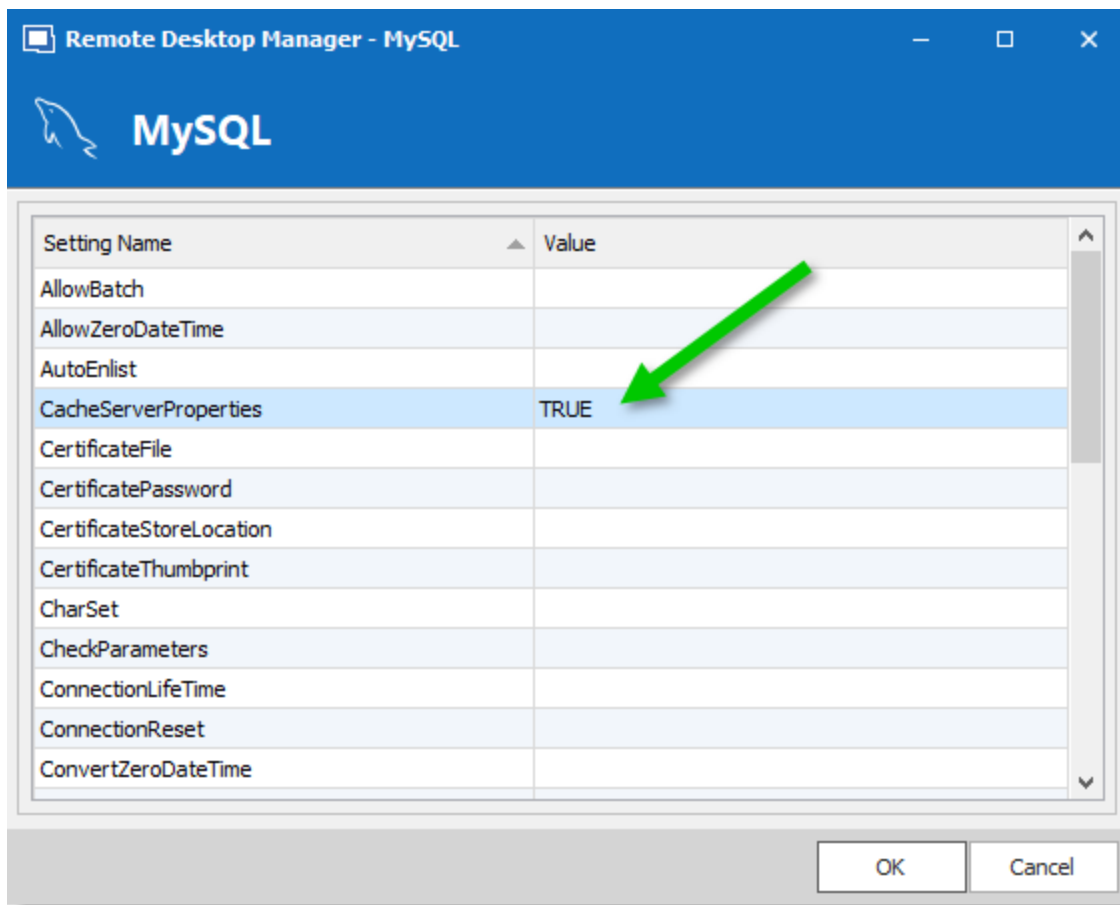 Remote Desktop Manager - MySQL
MySQL
Setting Name Value
AllowBatch
AllowZeroDateTime
AutoEnlist
CacheServerProperties TRUE
CertificateFile
CertificatePassword
CertificateStoreLocation
CertificateThumbprint
CharSet
CheckParameters
ConnectionLifeTime
ConnectionReset
ConvertZeroDateTime
OK Cancel